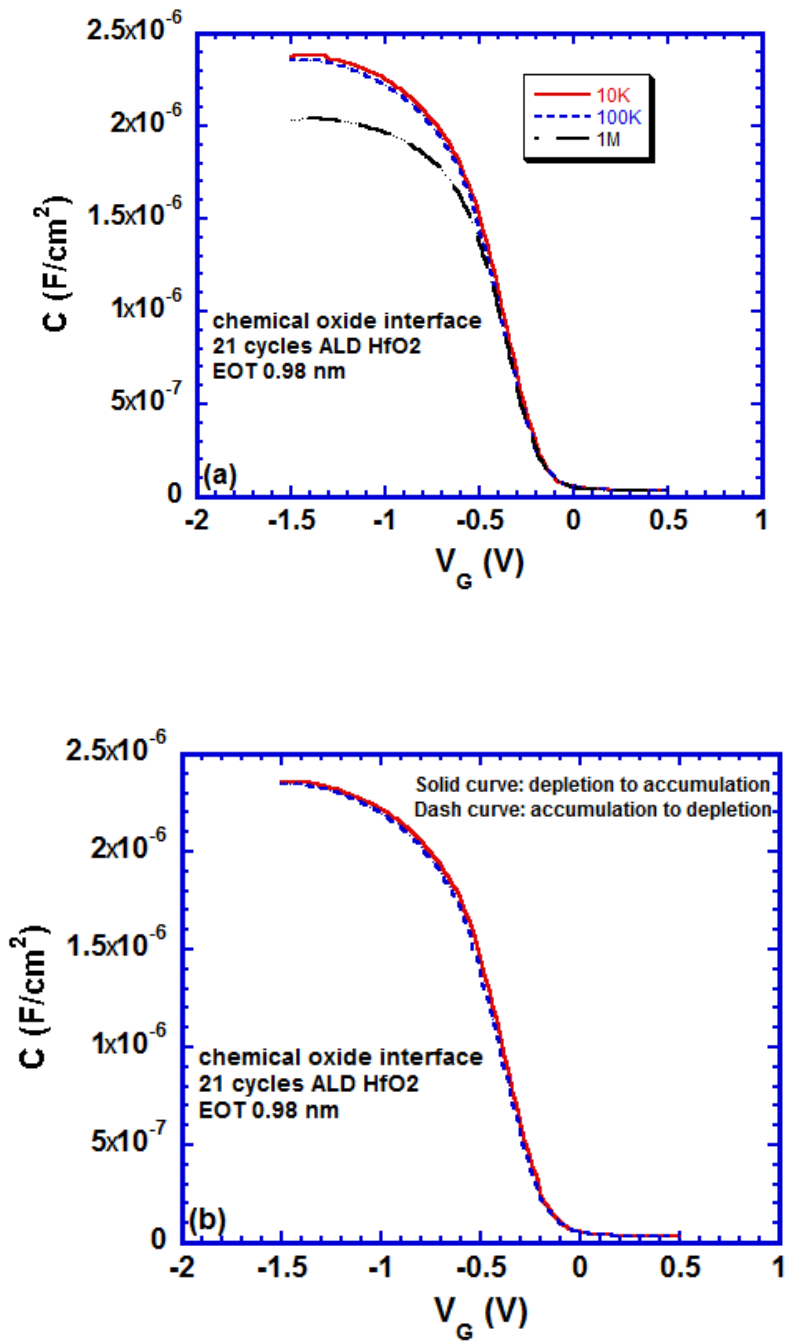 2.5x10⁻⁶
2x10⁻⁶
1.5x10⁻⁶
1x10⁻⁶
5x10⁻⁷
0
C (F/cm²)
10K
100K
1M
chemical oxide interface
21 cycles ALD HfO2
EOT 0.98 nm
(a)
-2 -1.5 -1 -0.5 0 0.5 1
V_G (V)
2.5x10⁻⁶
2x10⁻⁶
1.5x10⁻⁶
1x10⁻⁶
5x10⁻⁷
0
C (F/cm²)
Solid curve: depletion to accumulation
Dash curve: accumulation to depletion
chemical oxide interface
21 cycles ALD HfO2
EOT 0.98 nm
(b)
-2 -1.5 -1 -0.5 0 0.5 1
V_G (V)